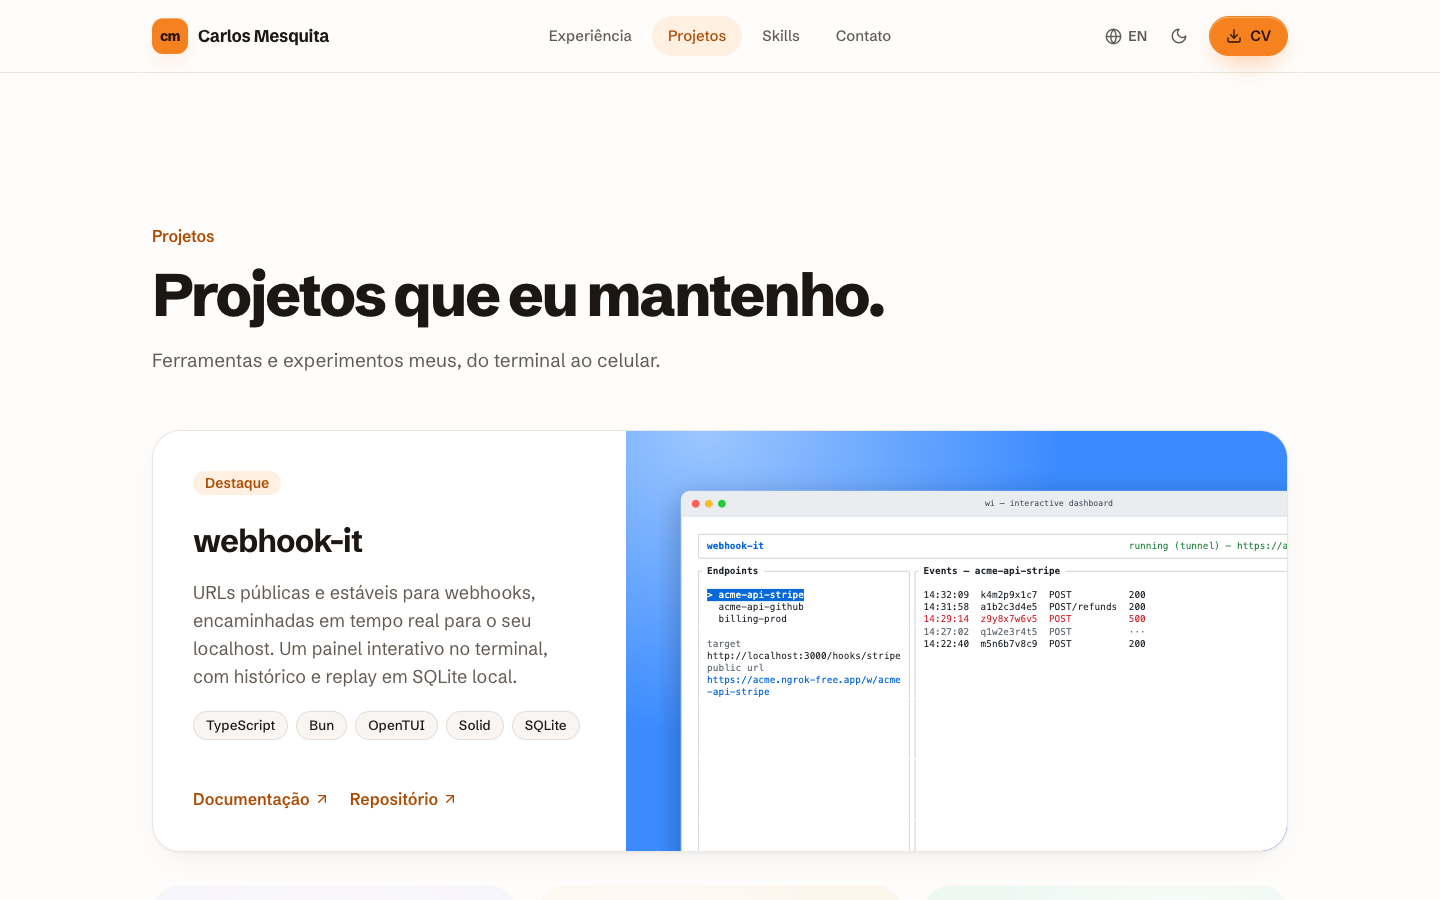 cm
Carlos Mesquita
Experiência
Projetos
Skills
Contato
EN
CV
Projetos
Projetos que eu mantenho.
Ferramentas e experimentos meus, do terminal ao celular.
Destaque
webhook-it
URLs públicas e estáveis para webhooks,
encaminhadas em tempo real para o seu
localhost. Um painel interativo no terminal,
com histórico e replay em SQLite local.
TypeScript
Bun
OpenTUI
Solid
SQLite
Documentação
Repositório
wi — interactive dashboard
webhook-it
running (tunnel) — https://a
Endpoints
> acme-api-stripe
acme-api-github
billing-prod
target
http://localhost:3000/hooks/stripe
public url
https://acme.ngrok-free.app/w/acme
-api-stripe
Events — acme-api-stripe
14:32:09 k4m2p9x1c7 POST 200
14:31:58 a1b2c3d4e5 POST/refunds 200
14:29:14 z9y8x7w6v5 POST 500
14:27:02 q1w2e3r4t5 POST ···
14:22:40 m5n6b7v8c9 POST 200